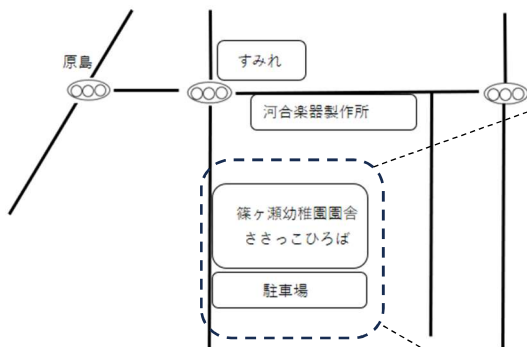 すみれ
原島
河合楽器製作所
篠ヶ瀬幼稚園園舎
ささっこひろば
駐車場